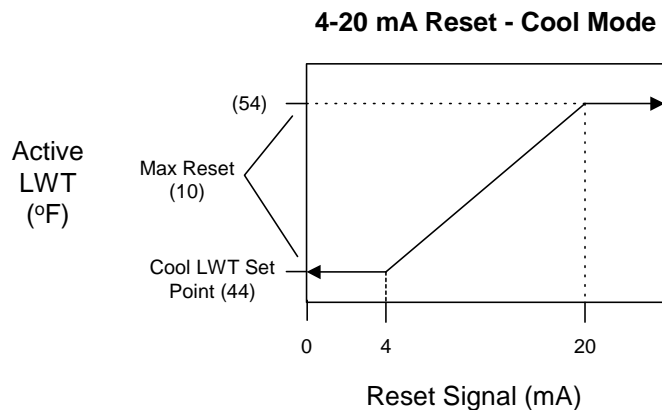 4-20 mA Reset - Cool Mode
(54)
Active
LWT
(ºF)
Max Reset
(10)
Cool LWT Set
Point (44)
0
4
20
Reset Signal (mA)